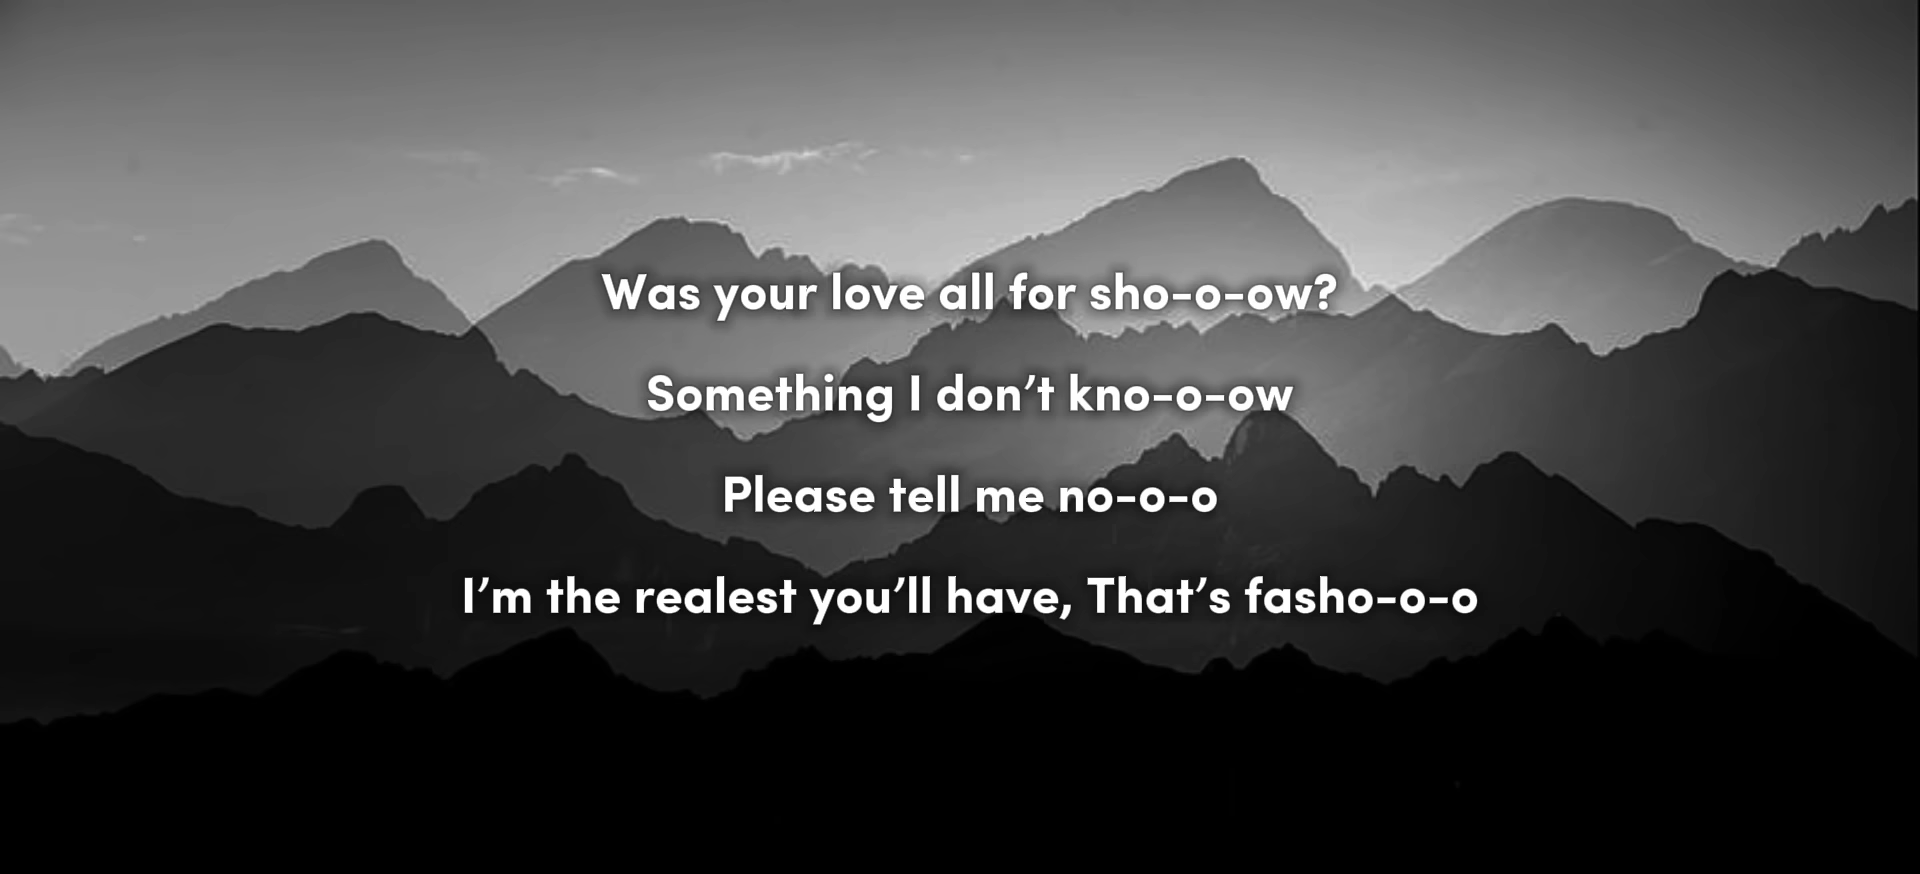 Was your love all for sho-o-ow?
Something I don’t kno-o-ow
Please tell me no-o-o
I’m the realest you’ll have, That’s fasho-o-o